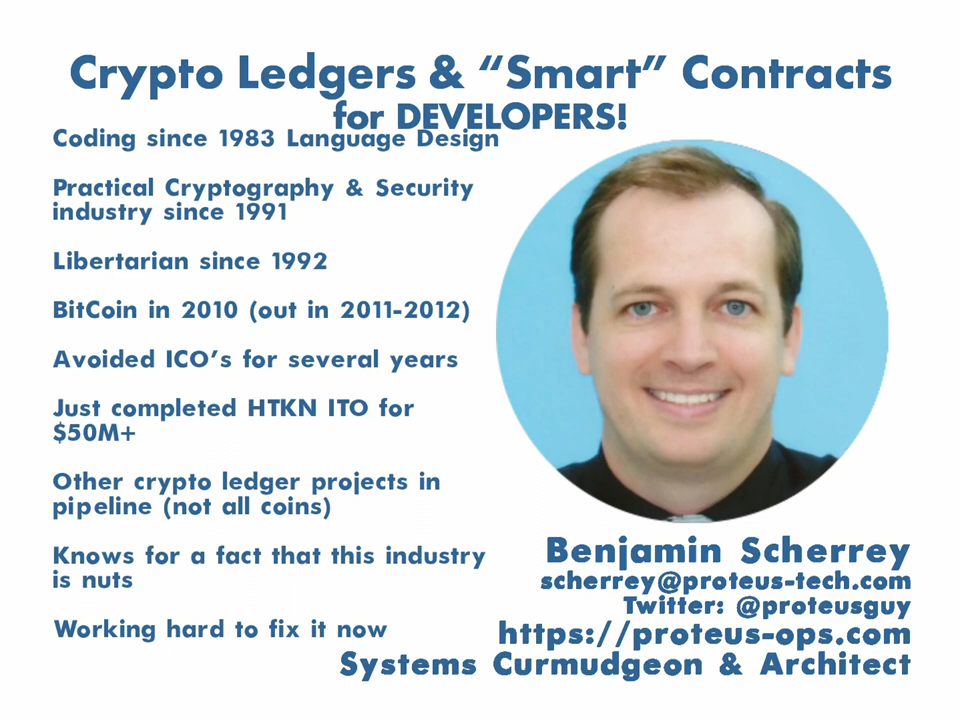 Crypto Ledgers & “Smart” Contracts
for DEVELOPERS!
Coding since 1983 Language Design
Practical Cryptography & Security
industry since 1991
Libertarian since 1992
BitCoin in 2010 (out in 2011-2012)
Avoided ICO’s for several years
Just completed HTKN ITO for
$50M+
Other crypto ledger projects in
pipeline (not all coins)
Knows for a fact that this industry
is nuts
Working hard to fix it now
Benjamin Scherrey
scherrey@proteus-tech.com
Twitter: @proteusguy
https://proteus-ops.com
Systems Curmudgeon & Architect